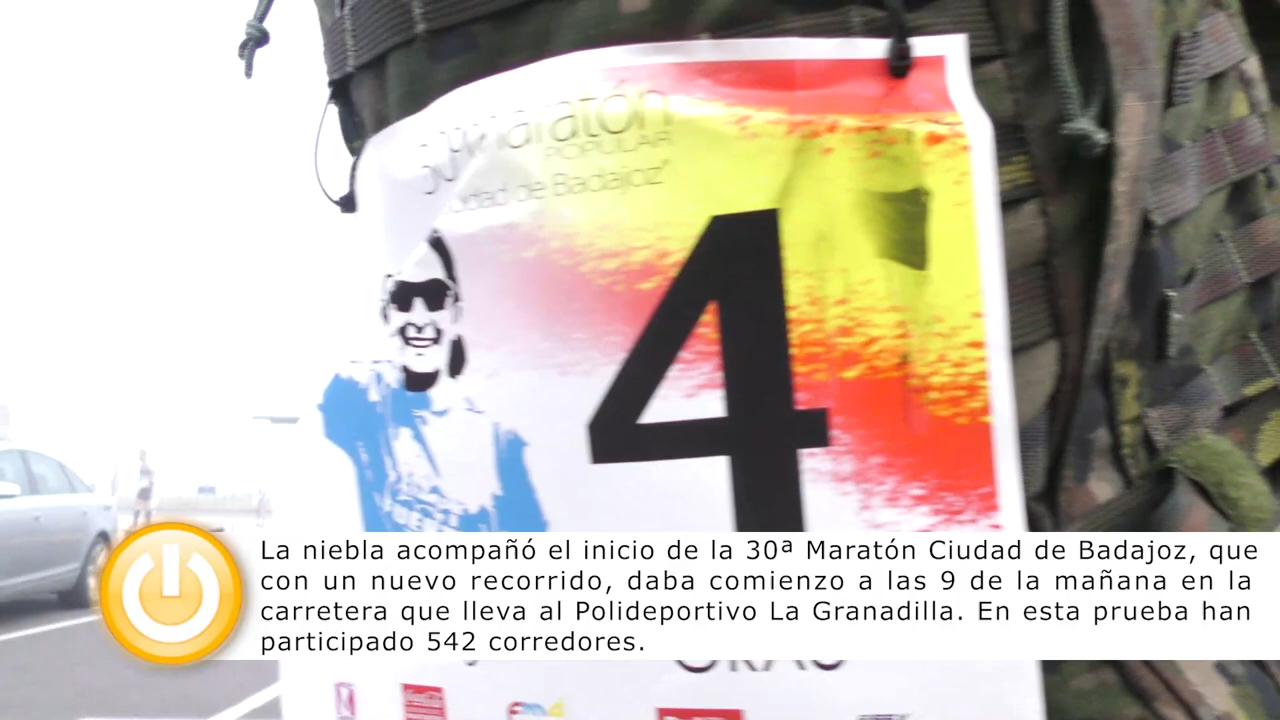 maratón
POPULAR
Ciudad de Badajoz"
4
La niebla acompañó el inicio de la 30ª Maratón Ciudad de Badajoz, que
con un nuevo recorrido, daba comienzo a las 9 de la mañana en la
carretera que lleva al Polideportivo La Granadilla. En esta prueba han
participado 542 corredores.